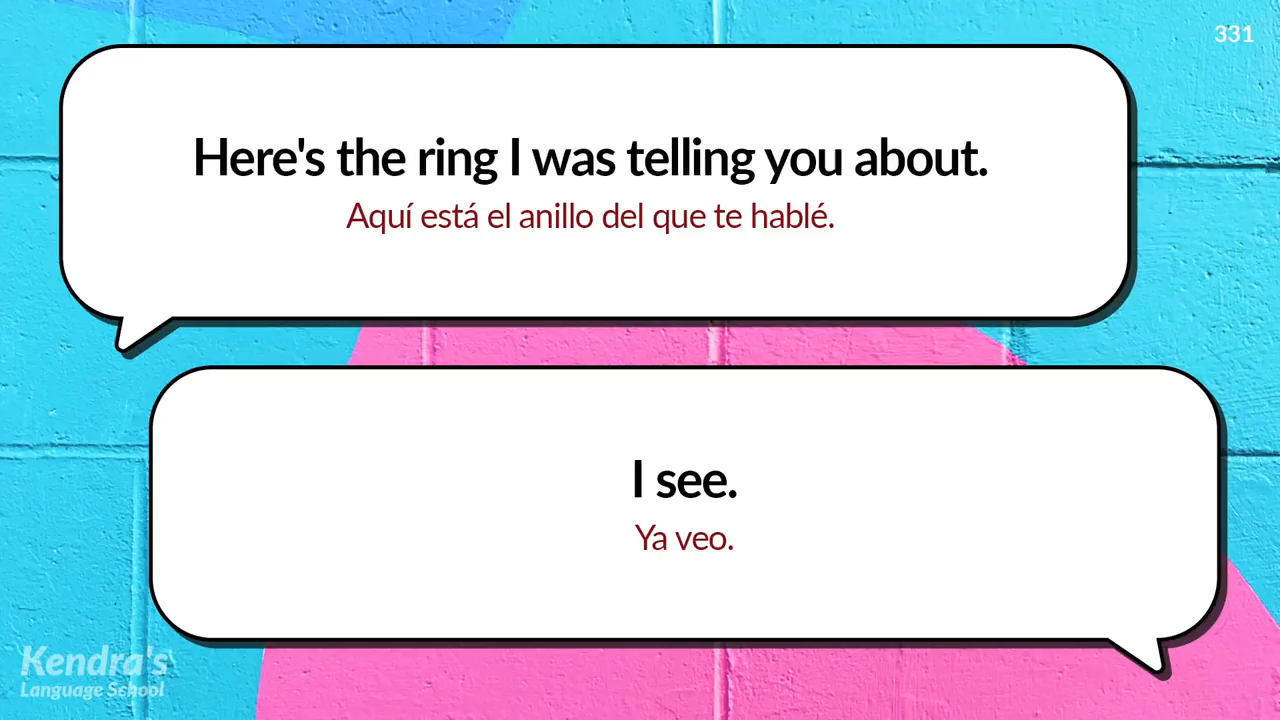 331
Here's the ring I was telling you about.
Aquí está el anillo del que te hablé.
I see.
Ya veo.
Kendra's
Language School